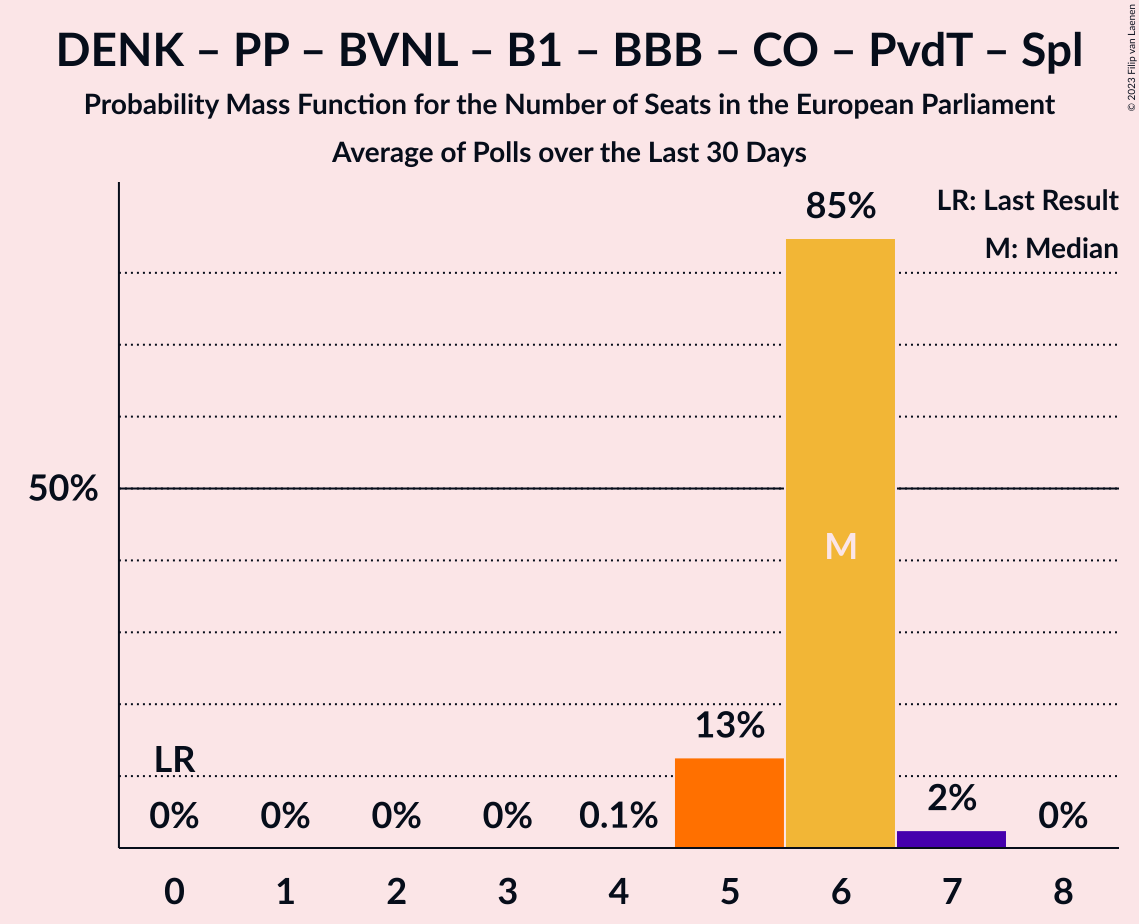 DENK – PP – BVNL – B1 – BBB – CO – PvdT – Spl
Probability Mass Function for the Number of Seats in the European Parliament
Average of Polls over the Last 30 Days
© 2023 Filip van Laenen
LR: Last Result
M: Median
85%
50%
M
13%
LR
2%
0% 0% 0% 0% 0.1% 0%
0 1 2 3 4 5 6 7 8